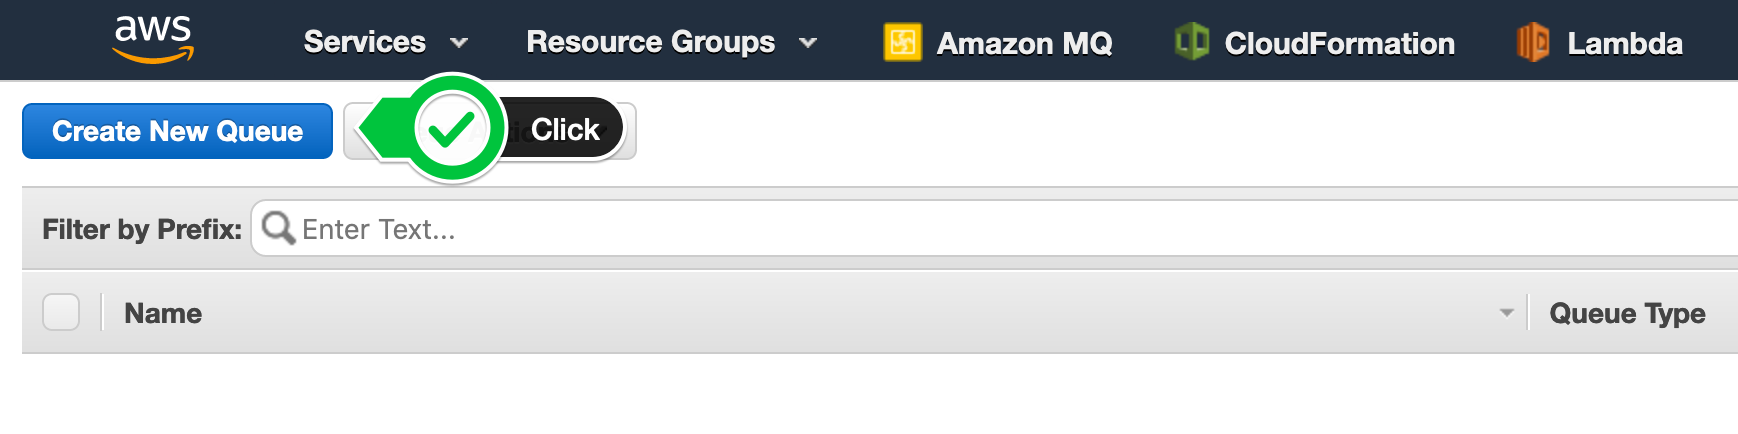 aws Services Resource Groups Amazon MQ CloudFormation Lambda
Create New Queue Click
Filter by Prefix: Enter Text...
Name Queue Type